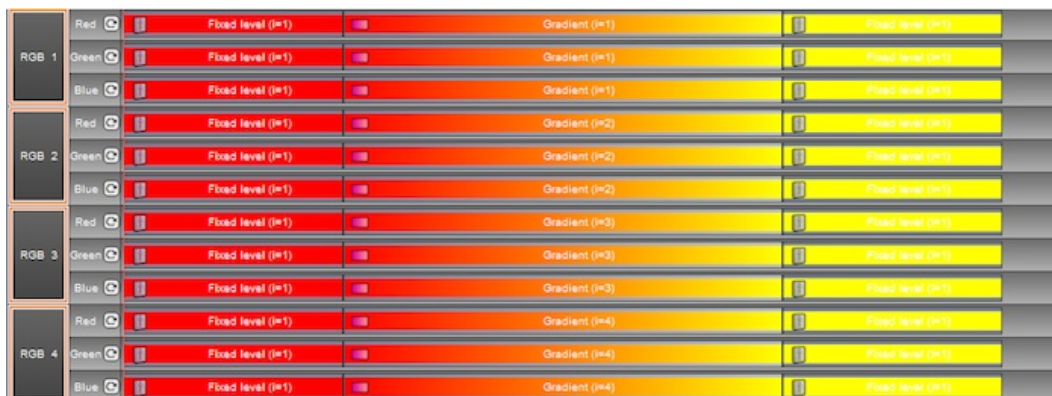 Red Fixed level (i=1) Gradient (i=1) Fixed level (i=1)
RGB 1 Green Fixed level (i=1) Gradient (i=1) Fixed level (i=1)
Blue Fixed level (i=1) Gradient (i=1) Fixed level (i=1)
Red Fixed level (i=1) Gradient (i=2) Fixed level (i=1)
RGB 2 Green Fixed level (i=1) Gradient (i=2) Fixed level (i=1)
Blue Fixed level (i=1) Gradient (i=2) Fixed level (i=1)
Red Fixed level (i=1) Gradient (i=3) Fixed level (i=1)
RGB 3 Green Fixed level (i=1) Gradient (i=3) Fixed level (i=1)
Blue Fixed level (i=1) Gradient (i=3) Fixed level (i=1)
Red Fixed level (i=1) Gradient (i=4) Fixed level (i=1)
RGB 4 Green Fixed level (i=1) Gradient (i=4) Fixed level (i=1)
Blue Fixed level (i=1) Gradient (i=4) Fixed level (i=1)